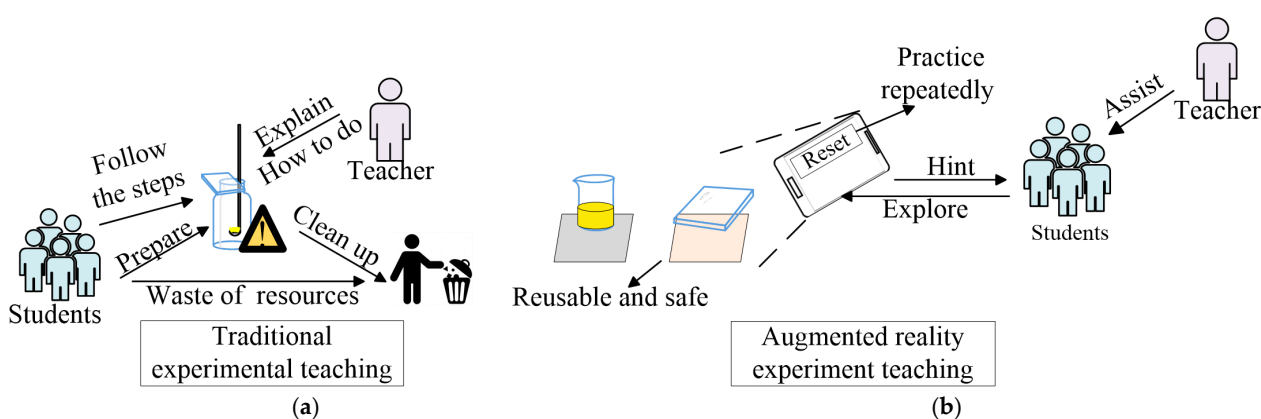 Explain
How to do
Teacher
Follow
the steps
Prepare
Clean up
Waste of resources
Students
Traditional
experimental teaching
(a)
Practice
repeatedly
Reset
Assist
Teacher
Hint
Explore
Students
Reusable and safe
Augmented reality
experiment teaching
(b)